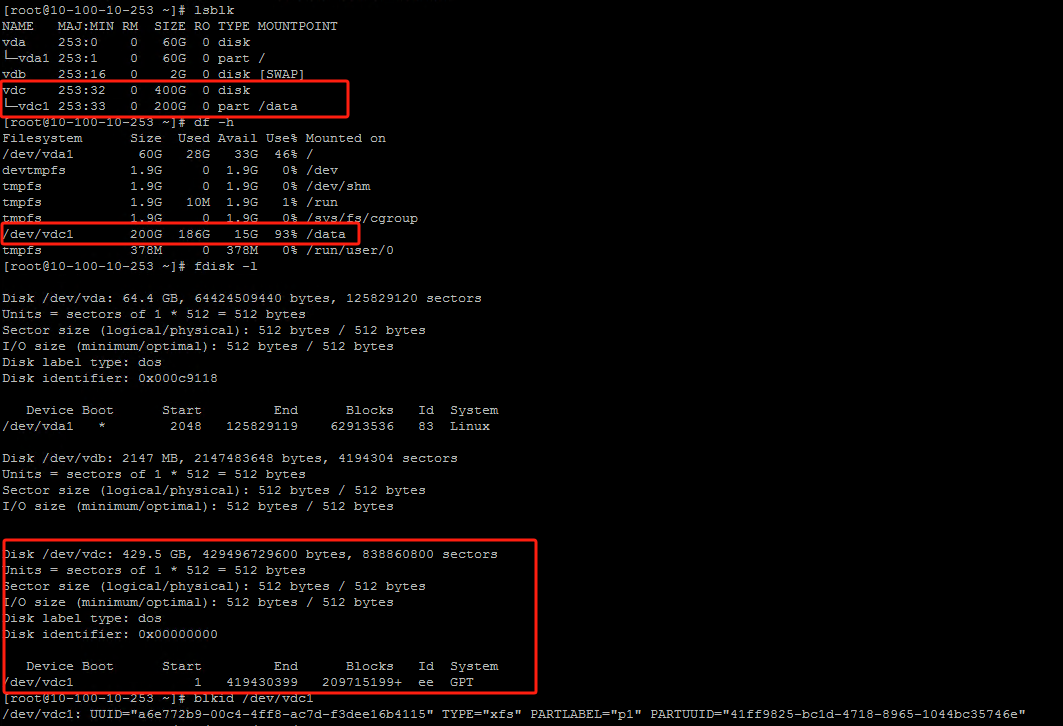 [root@10-100-10-253 ~]# lsblk
NAME   MAJ:MIN RM  SIZE RO TYPE MOUNTPOINT
vda    253:0    0   60G  0 disk
└─vda1 253:1    0   60G  0 part /
vdb    253:16   0    2G  0 disk [SWAP]
vdc    253:32   0  400G  0 disk
└─vdc1 253:33   0  200G  0 part /data
[root@10-100-10-253 ~]# df -h
Filesystem      Size  Used Avail Use% Mounted on
/dev/vda1        60G   28G   33G  46% /
devtmpfs        1.9G     0  1.9G   0% /dev
tmpfs           1.9G     0  1.9G   0% /dev/shm
tmpfs           1.9G   10M  1.9G   1% /run
tmpfs           1.9G     0  1.9G   0% /sys/fs/cgroup
/dev/vdc1       200G  186G   15G  93% /data
tmpfs           378M     0  378M   0% /run/user/0
[root@10-100-10-253 ~]# fdisk -l

Disk /dev/vda: 64.4 GB, 64424509440 bytes, 125829120 sectors
Units = sectors of 1 * 512 = 512 bytes
Sector size (logical/physical): 512 bytes / 512 bytes
I/O size (minimum/optimal): 512 bytes / 512 bytes
Disk label type: dos
Disk identifier: 0x000c9118

   Device Boot      Start         End      Blocks   Id  System
/dev/vda1   *        2048   125829119    62913536   83  Linux

Disk /dev/vdb: 2147 MB, 2147483648 bytes, 4194304 sectors
Units = sectors of 1 * 512 = 512 bytes
Sector size (logical/physical): 512 bytes / 512 bytes
I/O size (minimum/optimal): 512 bytes / 512 bytes

Disk /dev/vdc: 429.5 GB, 429496729600 bytes, 838860800 sectors
Units = sectors of 1 * 512 = 512 bytes
Sector size (logical/physical): 512 bytes / 512 bytes
I/O size (minimum/optimal): 512 bytes / 512 bytes
Disk label type: dos
Disk identifier: 0x00000000

   Device Boot      Start         End      Blocks   Id  System
/dev/vdc1               1   419430399   209715199+  ee  GPT
[root@10-100-10-253 ~]# blkid /dev/vdc1
/dev/vdc1: UUID="a6e772b9-00c4-4ff8-ac7d-f3dee16b4115" TYPE="xfs" PARTLABEL="p1" PARTUUID="41ff9825-bc1d-4718-8965-1044bc35746e"